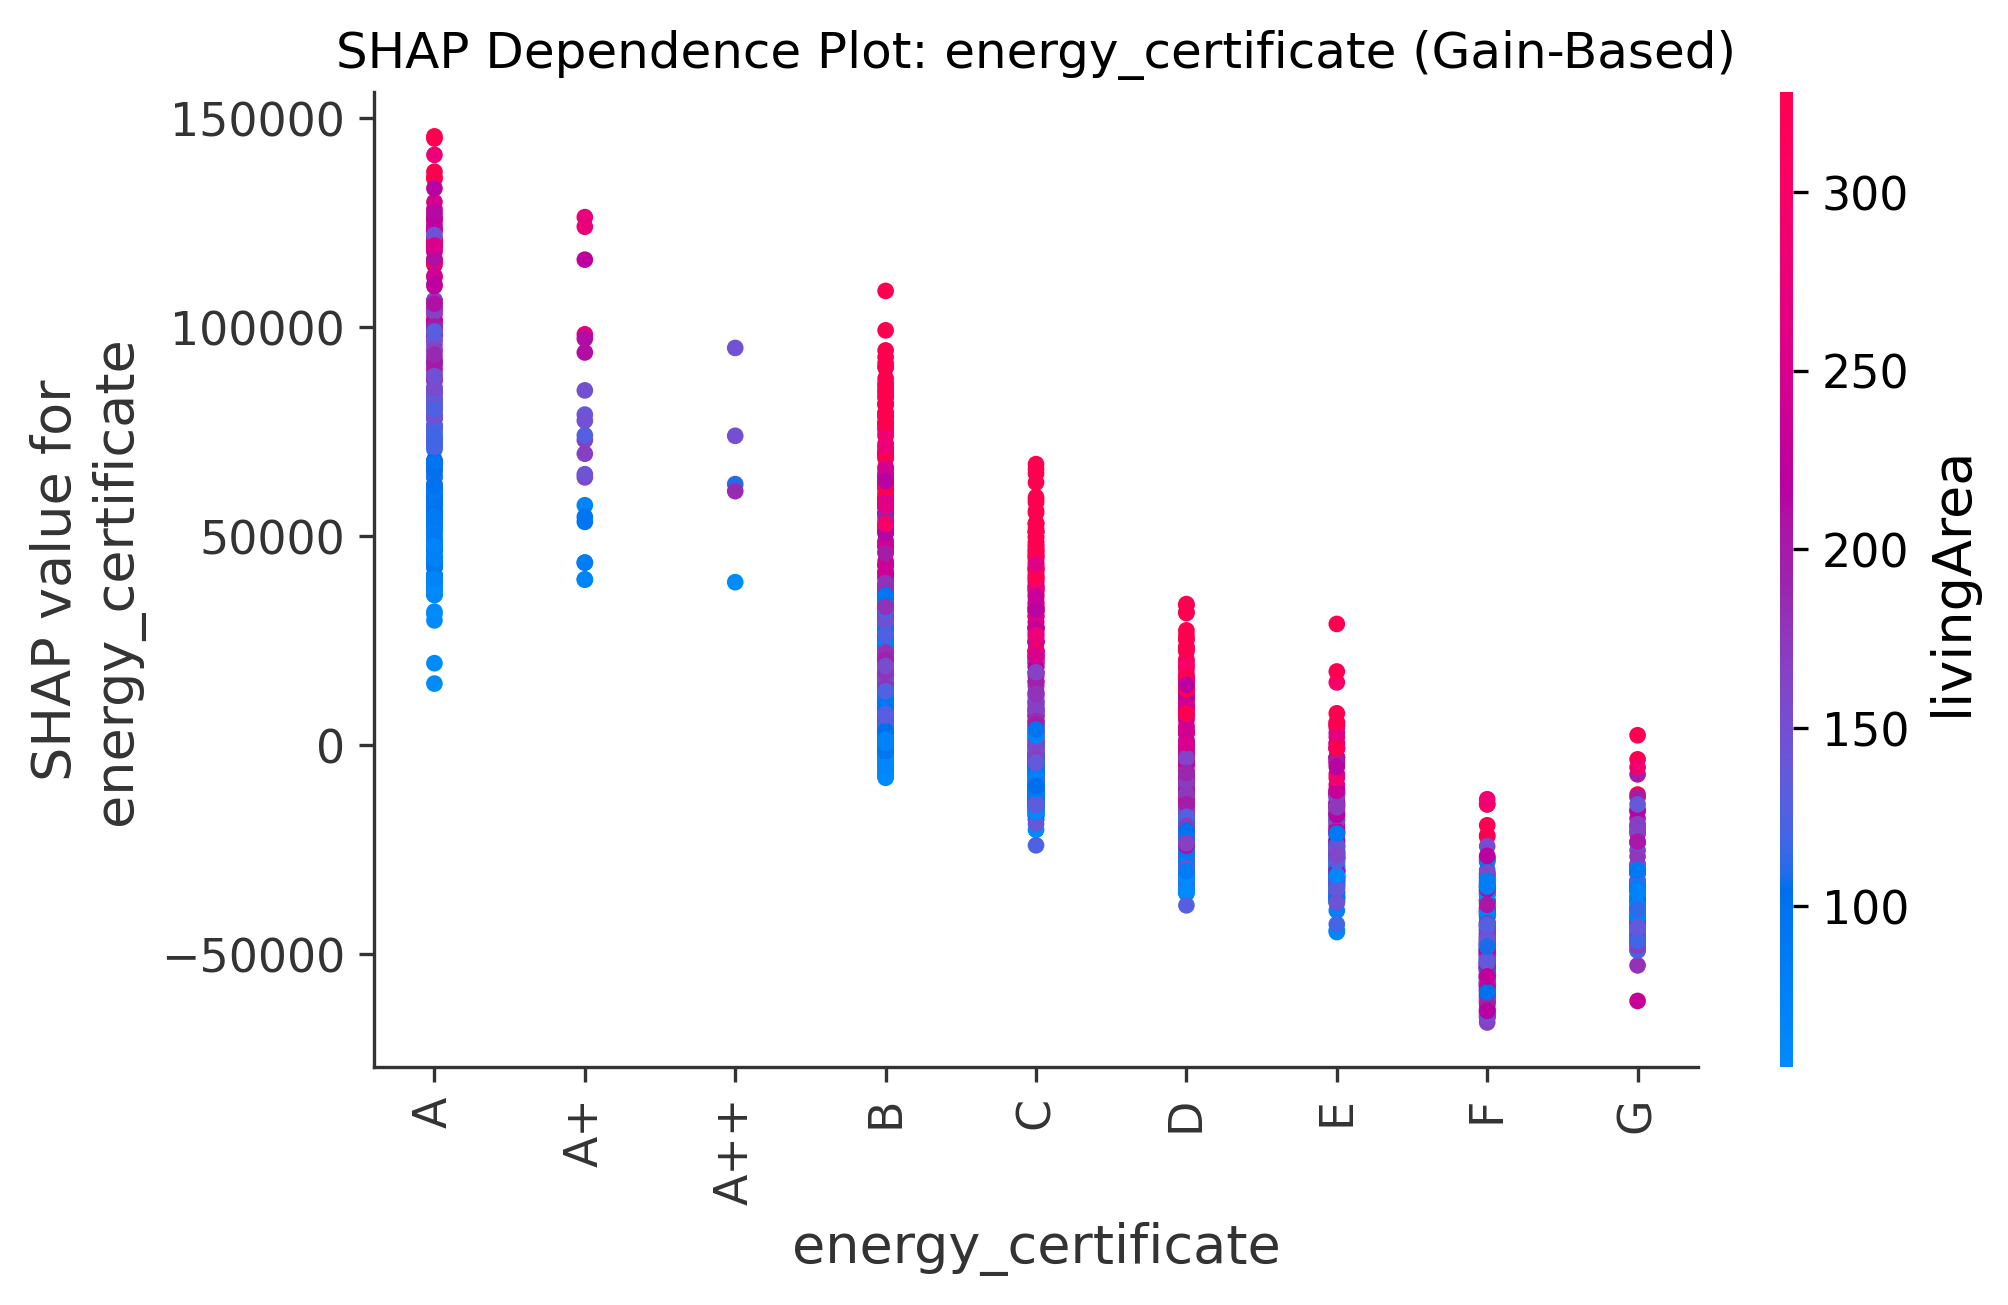 SHAP Dependence Plot: energy_certificate (Gain-Based)
SHAP value for
energy_certificate
150000
100000
50000
0
−50000
A
A+
A++
B
C
D
E
F
G
energy_certificate
300
250
200
150
100
livingArea